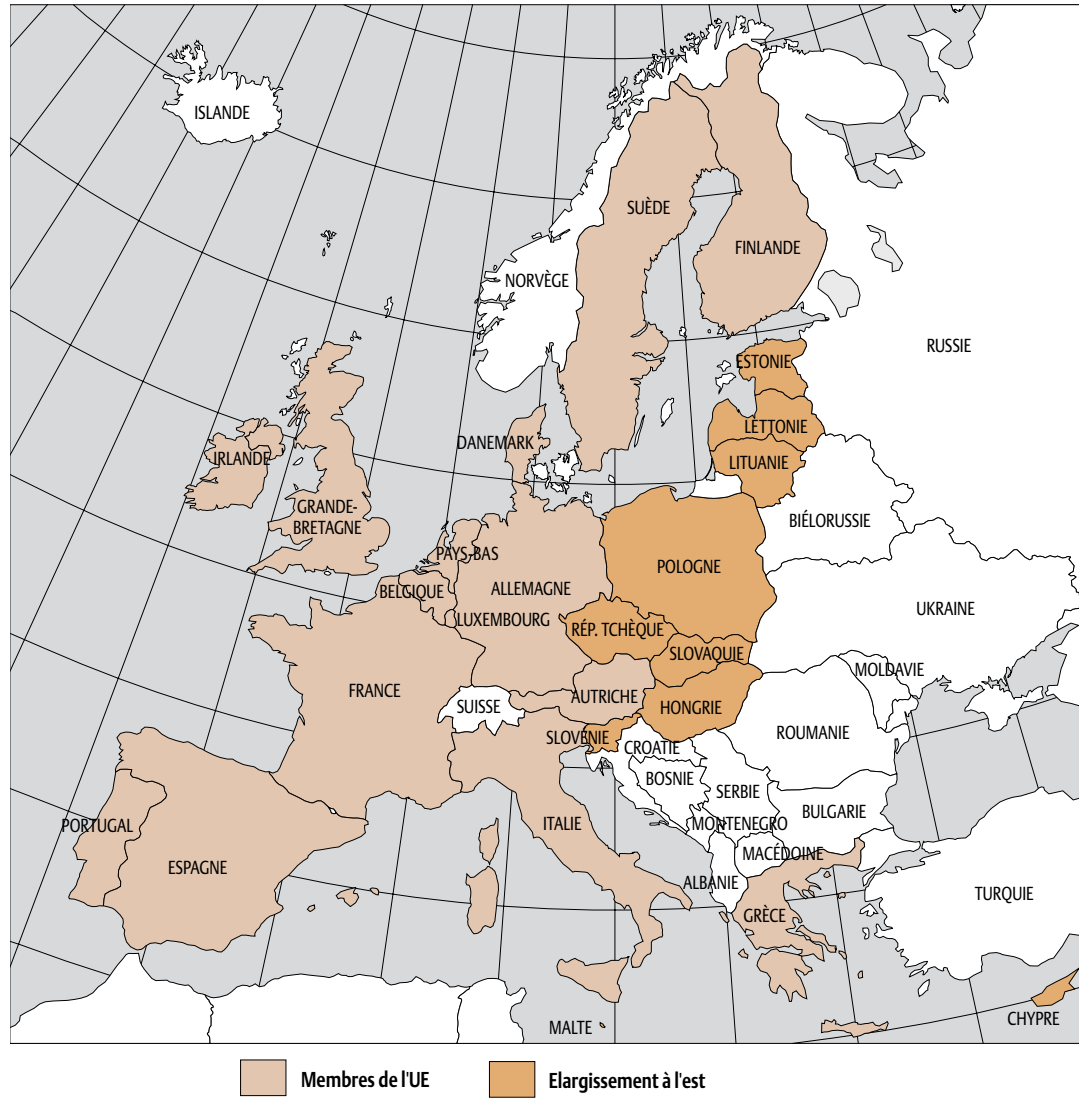 ISLANDE
SUÈDE
FINLANDE
NORVÈGE
RUSSIE
ESTONIE
LETTONIE
DANEMARK
IRLANDE
LITUANIE
GRANDE-
BRETAGNE
BIÉLORUSSIE
PAYS-BAS
POLOGNE
BELGIQUE
ALLEMAGNE
UKRAINE
LUXEMBOURG
RÉP. TCHÈQUE
SLOVAQUIE
MOLDAVIE
FRANCE
AUTRICHE
SUISSE
HONGRIE
ROUMANIE
SLOVÉNIE
CROATIE
BOSNIE
SERBIE
BULGARIE
PORTUGAL
ITALIE
MONTENEGRO
MACÉDOINE
ESPAGNE
ALBANIE
TURQUIE
GRÈCE
CHYPRE
MALTE
Membres de l'UE
Elargissement à l'est